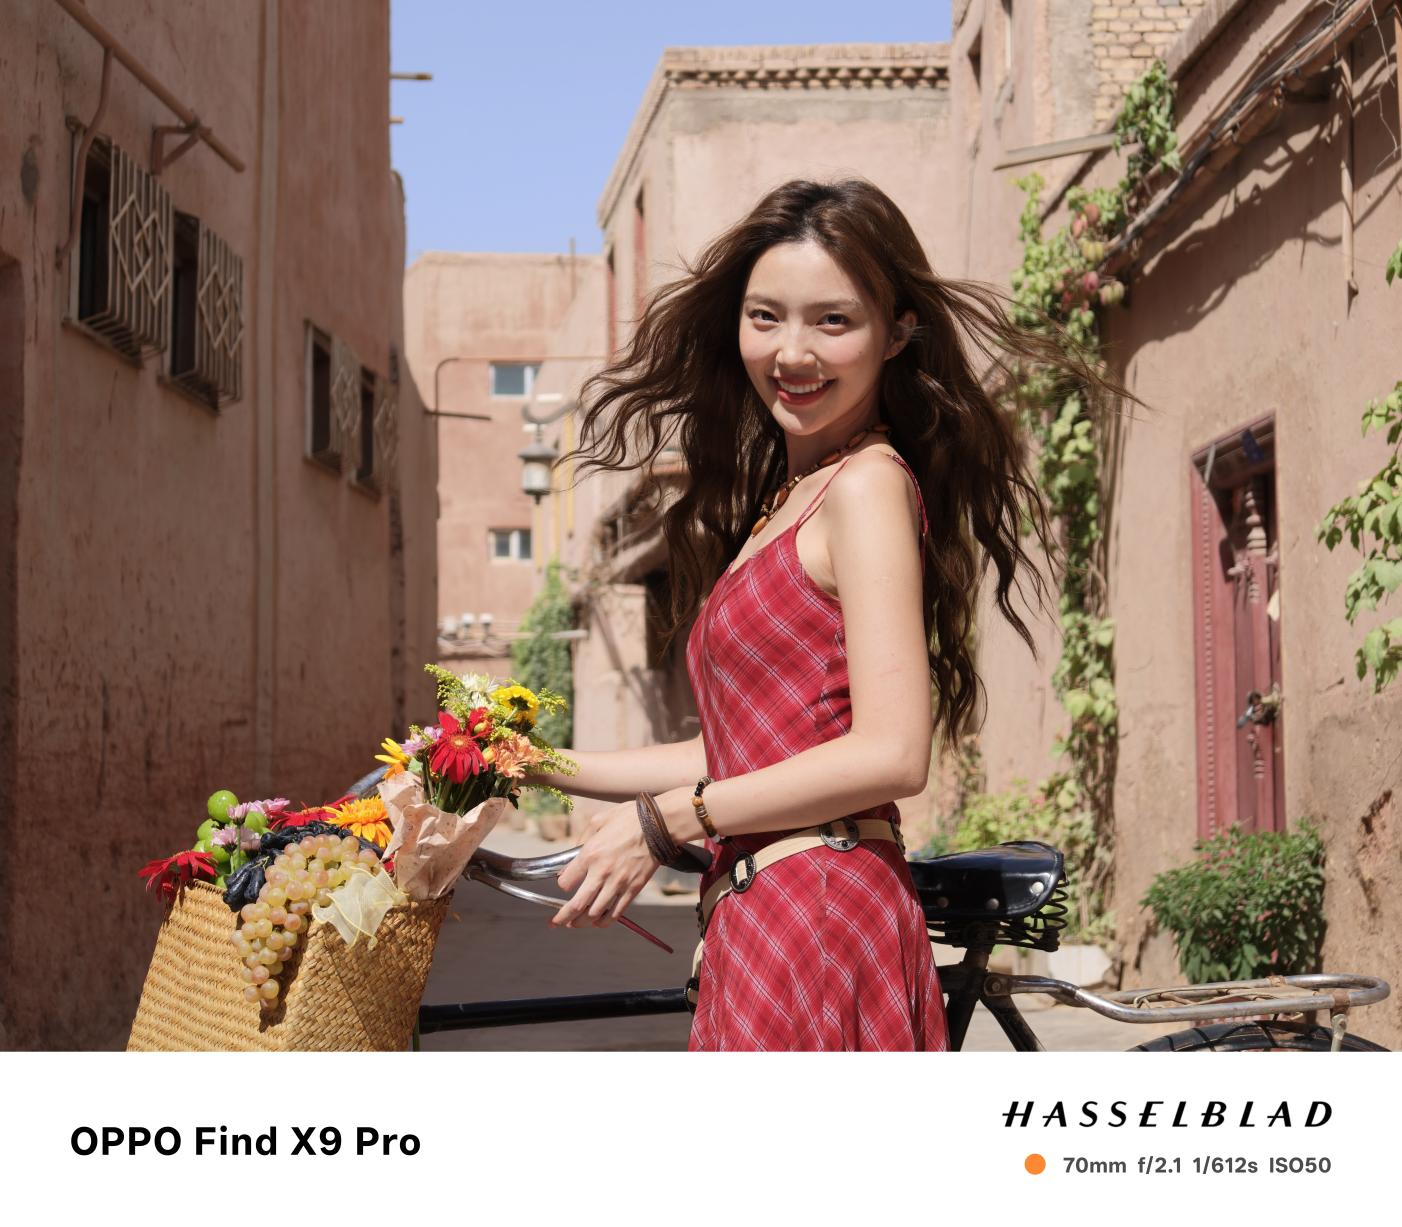 OPPO Find X9 Pro
HASSELBLAD
70mm f/2.1 1/612s ISO50